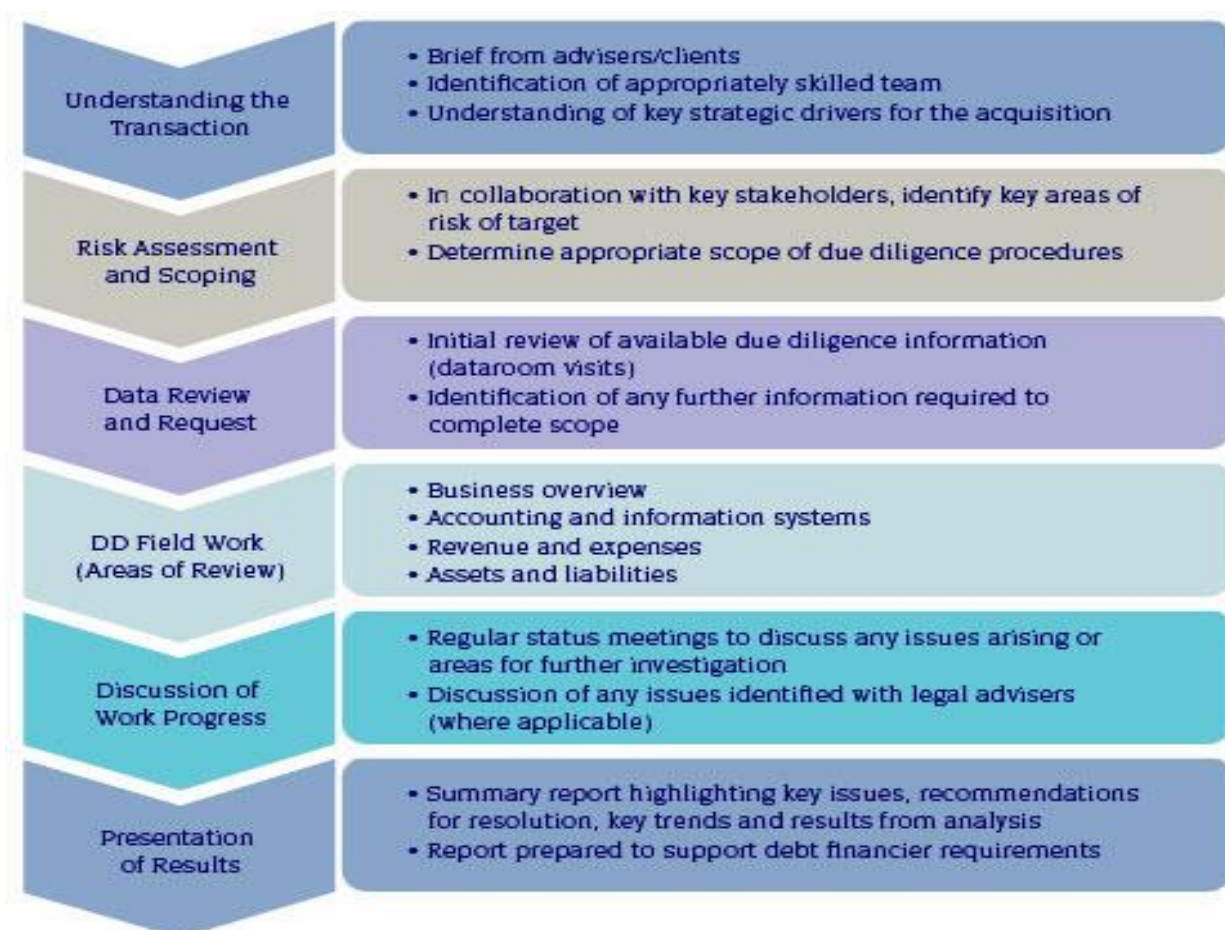 Understanding the
Transaction
• Brief from advisers/clients
• Identification of appropriately skilled team
• Understanding of key strategic drivers for the acquisition
Risk Assessment
and Scoping
• In collaboration with key stakeholders, identify key areas of
risk of target
• Determine appropriate scope of due diligence procedures
Data Review
and Request
• Initial review of available due diligence information
(dataroom visits)
• Identification of any further information required to
complete scope
DD Field Work
(Areas of Review)
• Business overview
• Accounting and information systems
• Revenue and expenses
• Assets and liabilities
Discussion of
Work Progress
• Regular status meetings to discuss any issues arising or
areas for further investigation
• Discussion of any issues identified with legal advisers
(where applicable)
Presentation
of Results
• Summary report highlighting key issues, recommendations
for resolution, key trends and results from analysis
• Report prepared to support debt financier requirements